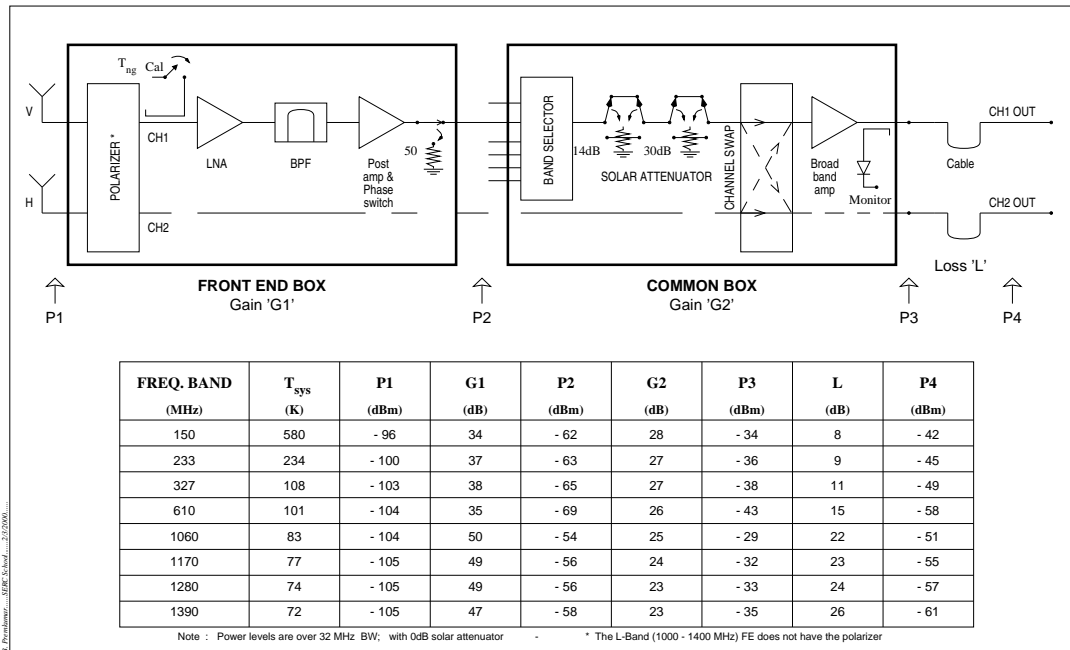 T_ng Cal
V
H
POLARIZER*
CH1
CH2
LNA
BPF
Post
amp &
Phase
switch
50
BAND SELECTOR
14dB
30dB
SOLAR ATTENUATOR
CHANNEL SWAP
Broad
band
amp
Monitor
CH1 OUT
Cable
CH2 OUT
Loss 'L'
FRONT END BOX
Gain 'G1'
COMMON BOX
Gain 'G2'
P1
P2
P3
P4
FREQ. BAND T_sys P1 G1 P2 G2 P3 L P4
(MHz) (K) (dBm) (dB) (dBm) (dB) (dBm) (dB) (dBm)
150 580 - 96 34 - 62 28 - 34 8 - 42
233 234 - 100 37 - 63 27 - 36 9 - 45
327 108 - 103 38 - 65 27 - 38 11 - 49
610 101 - 104 35 - 69 26 - 43 15 - 58
1060 83 - 104 50 - 54 25 - 29 22 - 51
1170 77 - 105 49 - 56 24 - 32 23 - 55
1280 74 - 105 49 - 56 23 - 33 24 - 57
1390 72 - 105 47 - 58 23 - 35 26 - 61
Note : Power levels are over 32 MHz BW; with 0dB solar attenuator - * The L-Band (1000 - 1400 MHz) FE does not have the polarizer
Premkumar......SERC School.......2/3/2000......